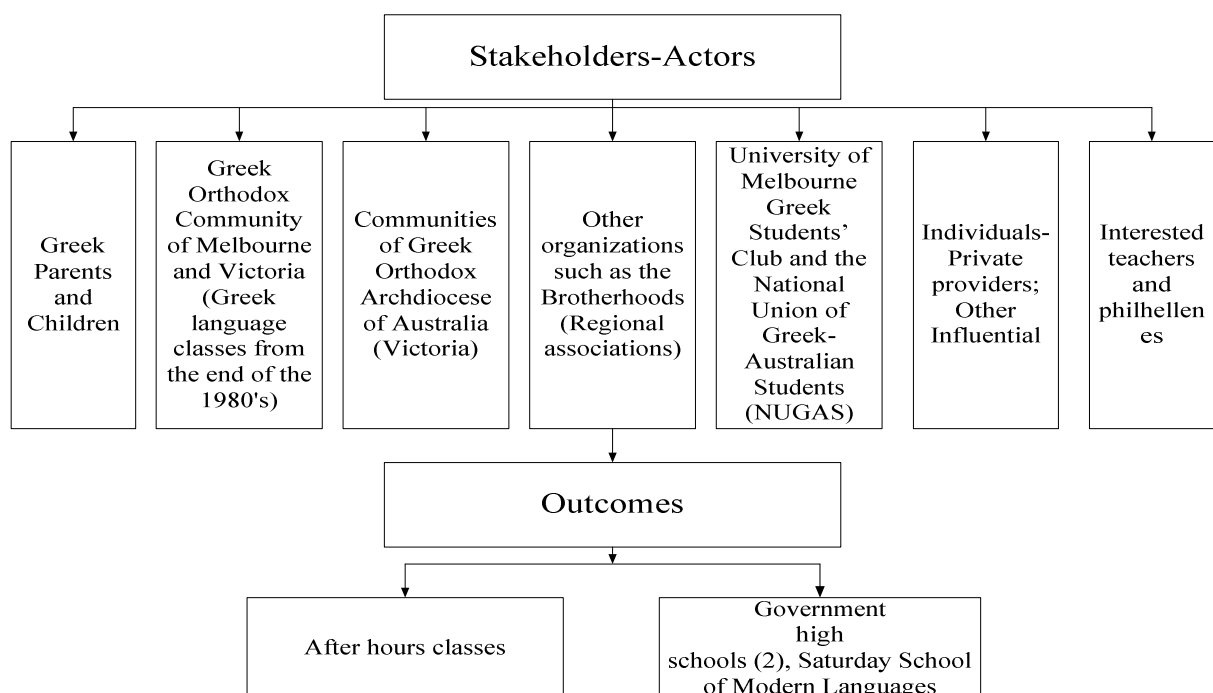 Stakeholders-Actors
Greek
Parents
and
Children
Greek
Orthodox
Community
of Melbourne
and Victoria
(Greek
language
classes from
the end of the
1980's)
Communities
of Greek
Orthodox
Archdiocese
of Australia
(Victoria)
Other
organizations
such as the
Brotherhoods
(Regional
associations)
University of
Melbourne
Greek
Students’
Club and the
National
Union of
Greek-
Australian
Students
(NUGAS)
Individuals-
Private
providers;
Other
Influential
Interested
teachers
and
philhellen
es
Outcomes
After hours classes
Government
high
schools (2), Saturday School
of Modern Languages